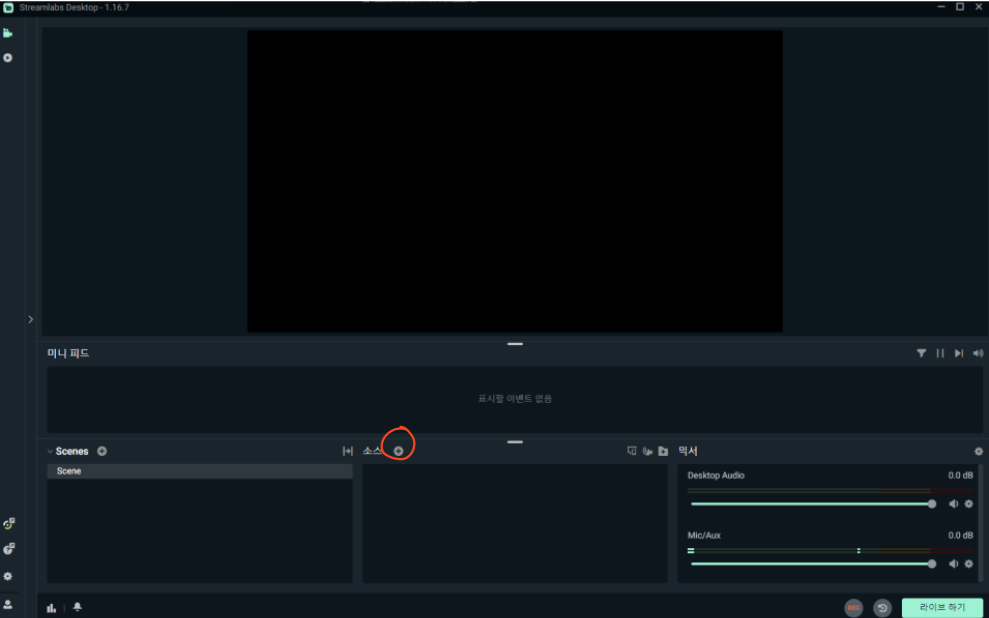 Streamlabs Desktop - 1.16.7
미니 피드
표시할 이벤트 없음
Scenes
소스
믹서
Scene
Desktop Audio 0.0 dB
Mic/Aux 0.0 dB
REC
라이브 하기